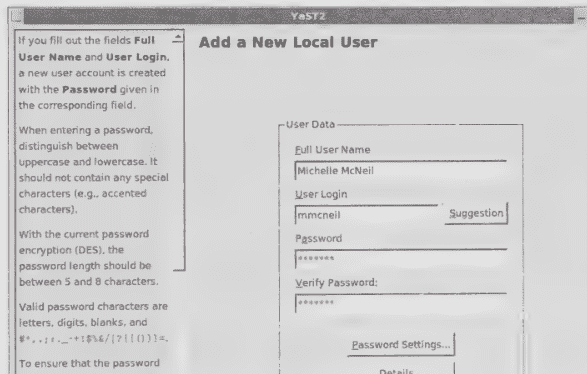 YaST2
If you fill out the fields Full
User Name and User Login,
a new user account is created
with the Password given in
the corresponding field.
When entering a password,
distinguish between
uppercase and lowercase. It
should not contain any special
characters (e.g., accented
characters).
With the current password
encryption (DES), the
password length should be
between 5 and 8 characters.
Valid password characters are
letters, digits, blanks, and
To ensure that the password
Add a New Local User
User Data
Full User Name
Michelle McNeil
User Login
mmcneil
Suggestion
Password
*******
Verify Password:
*******
Password Settings...
Details